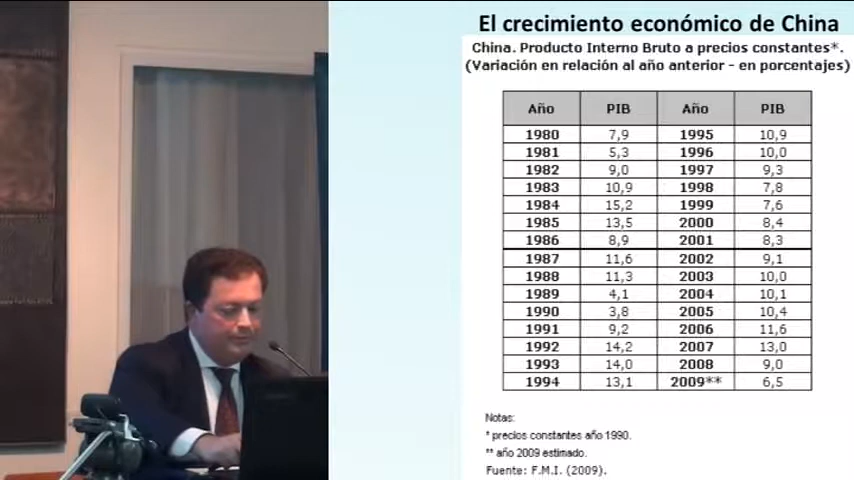 El crecimiento económico de China
China. Producto Interno Bruto a precios constantes*.
(Variación en relación al año anterior - en porcentajes)
Año PIB Año PIB
1980 7,9 1995 10,9
1981 5,3 1996 10,0
1982 9,0 1997 9,3
1983 10,9 1998 7,8
1984 15,2 1999 7,6
1985 13,5 2000 8,4
1986 8,9 2001 8,3
1987 11,6 2002 9,1
1988 11,3 2003 10,0
1989 4,1 2004 10,1
1990 3,8 2005 10,4
1991 9,2 2006 11,6
1992 14,2 2007 13,0
1993 14,0 2008 9,0
1994 13,1 2009** 6,5
Notas:
* precios constantes año 1990.
** año 2009 estimado.
Fuente: F.M.I. (2009).